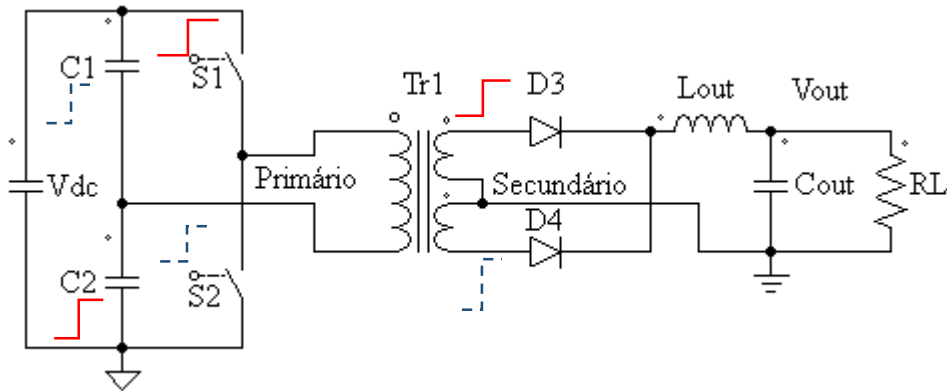 C1
S1
Tr1
D3
Lout
Vout
Vdc
Primário
Secundário
Cout
RL
D4
C2
S2